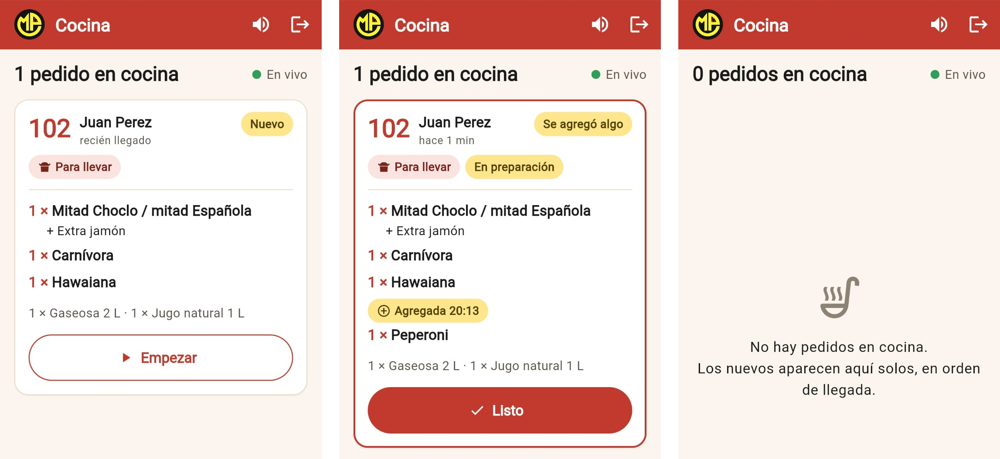 MP Cocina
1 pedido en cocina
En vivo
102
Juan Perez
recién llegado
Nuevo
Para llevar
1 × Mitad Choclo / mitad Española
+ Extra jamón
1 × Carnívora
1 × Hawaiana
1 × Gaseosa 2 L · 1 × Jugo natural 1 L
Empezar
MP Cocina
1 pedido en cocina
En vivo
102
Juan Perez
hace 1 min
Se agregó algo
Para llevar
En preparación
1 × Mitad Choclo / mitad Española
+ Extra jamón
1 × Carnívora
1 × Hawaiana
Agregada 20:13
1 × Peperoni
1 × Gaseosa 2 L · 1 × Jugo natural 1 L
Listo
MP Cocina
0 pedidos en cocina
En vivo
No hay pedidos en cocina.
Los nuevos aparecen aquí solos, en orden
de llegada.